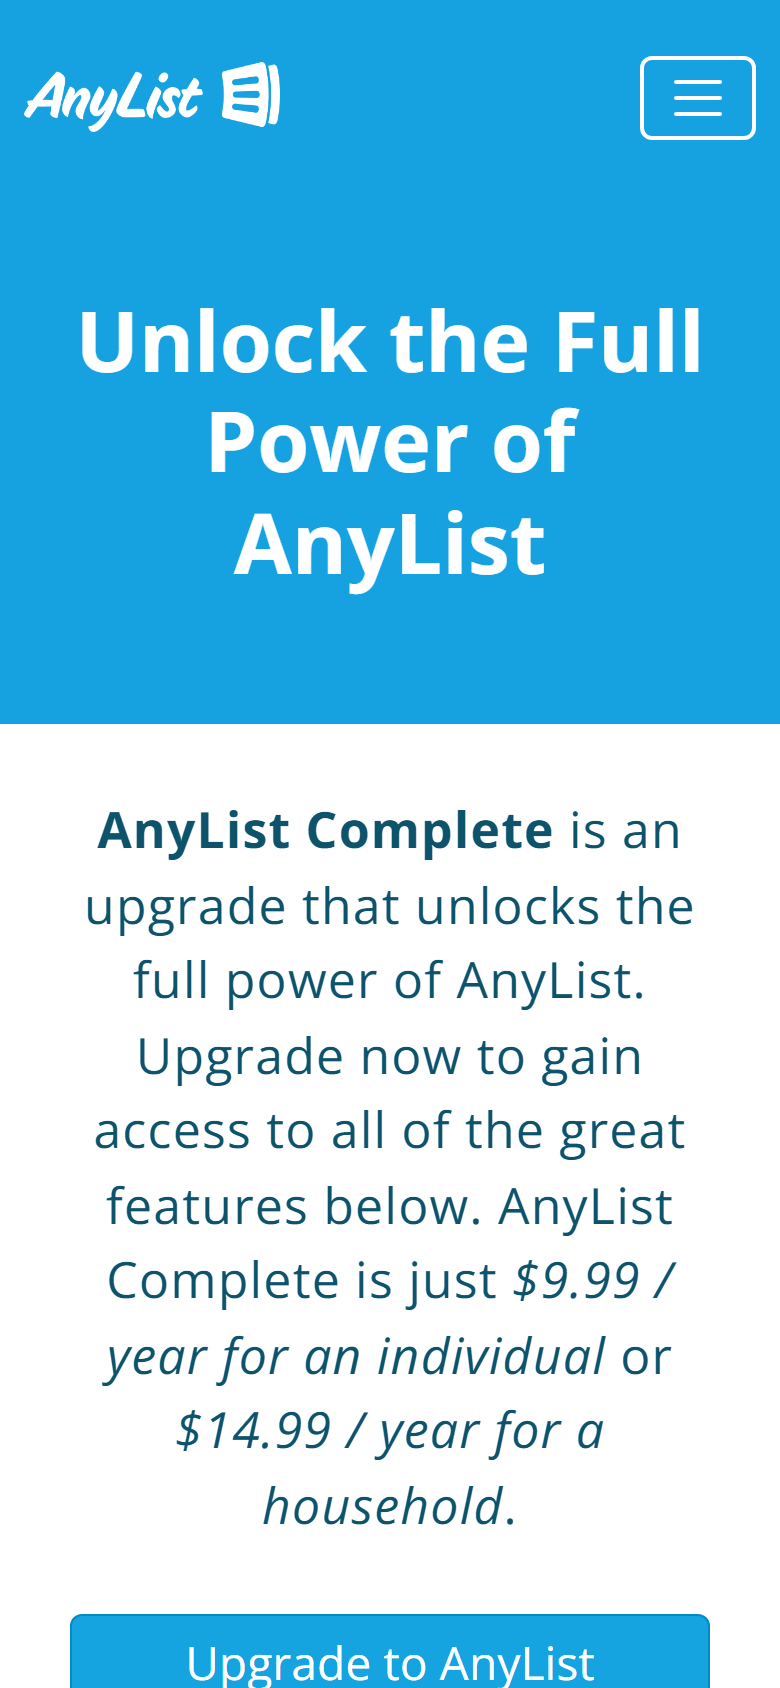 AnyList
Unlock the Full
Power of
AnyList
AnyList Complete is an
upgrade that unlocks the
full power of AnyList.
Upgrade now to gain
access to all of the great
features below. AnyList
Complete is just $9.99 /
year for an individual or
$14.99 / year for a
household.
Upgrade to AnyList